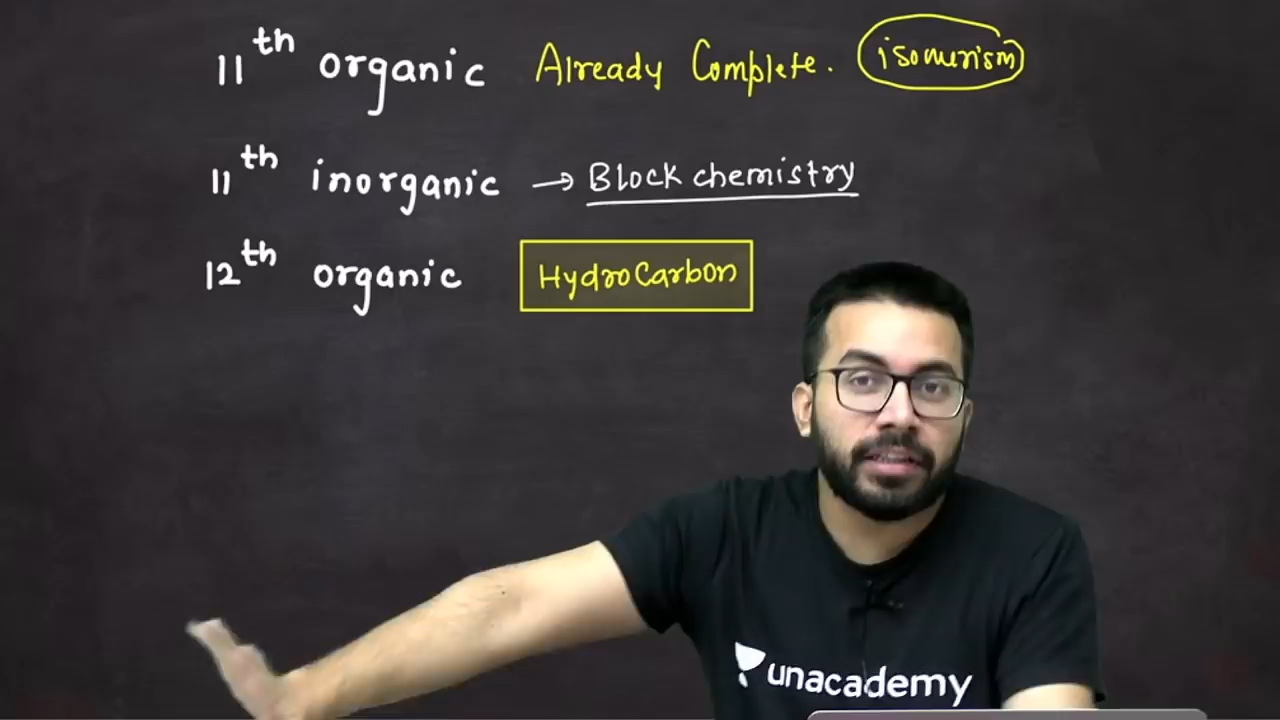 11th organic Already Complete. isomerism
11th inorganic → Block chemistry
12th organic HydroCarbon
unacademy